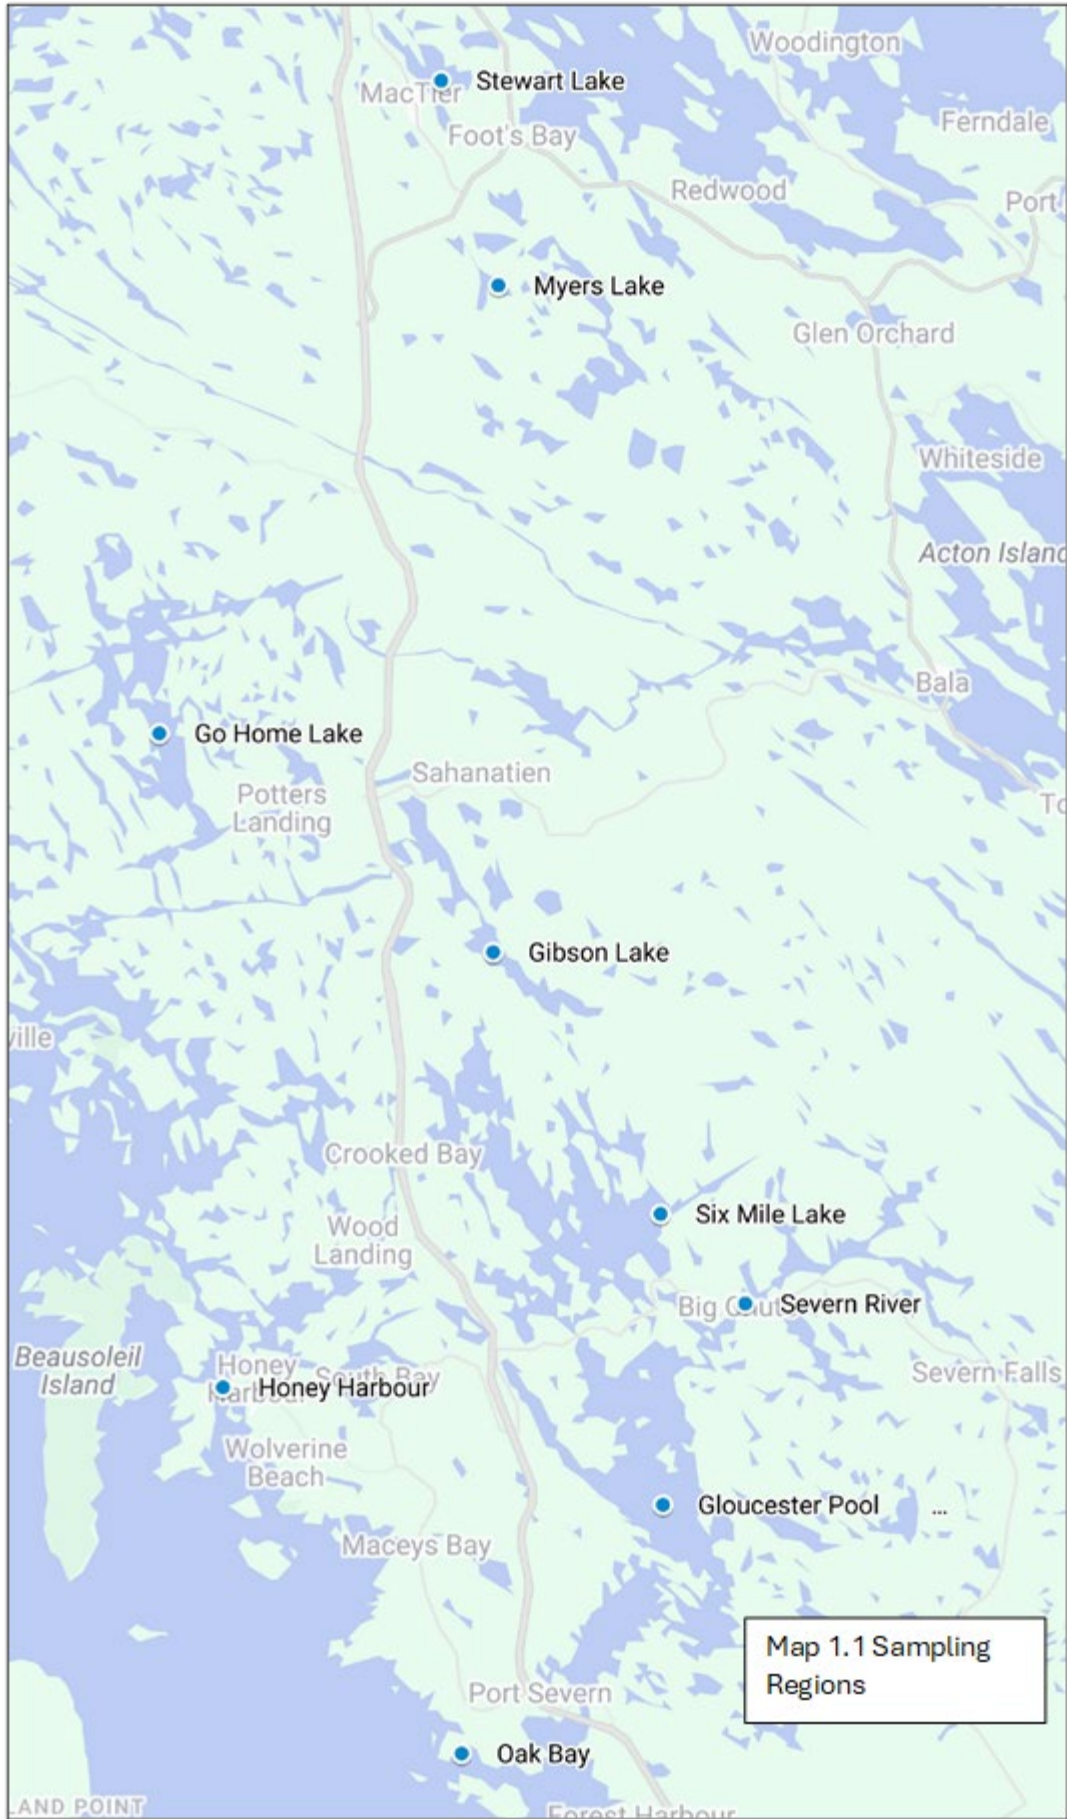 Woodington
Stewart Lake
MacTier
Ferndale
Foot's Bay
Redwood
Port
Myers Lake
Glen Orchard
Whiteside
Acton Island
Bala
Go Home Lake
Sahanatien
Potters
Landing
To
Gibson Lake
ville
Crooked Bay
Six Mile Lake
Wood
Landing
Big Chute
Severn River
Beausoleil
Island
Honey
Harbour
South Bay
Honey Harbour
Severn Falls
Wolverine
Beach
Gloucester Pool
...
Maceys Bay
Map 1.1 Sampling
Regions
Port Severn
Oak Bay
LAND POINT
Forest Harbour